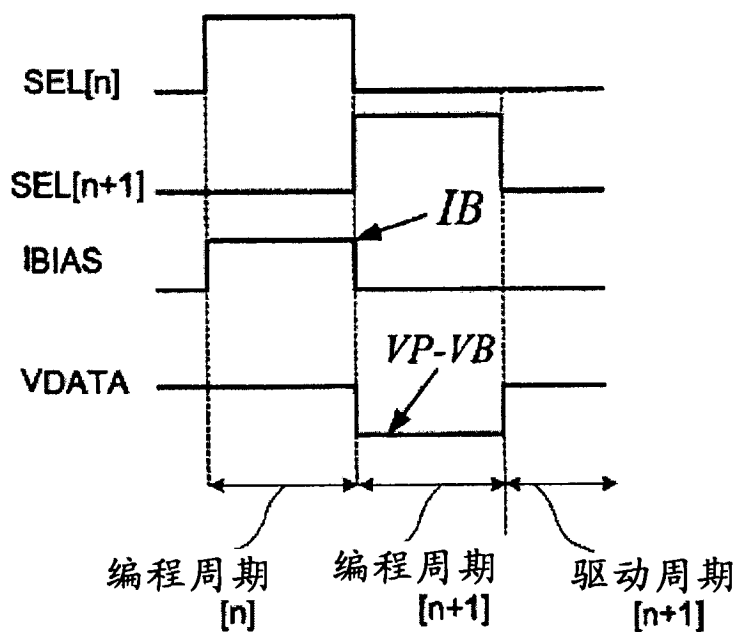 SEL[n]
SEL[n+1]
IB
IBIAS
VP-VB
VDATA
编程周期
[n]
编程周期
[n+1]
驱动周期
[n+1]